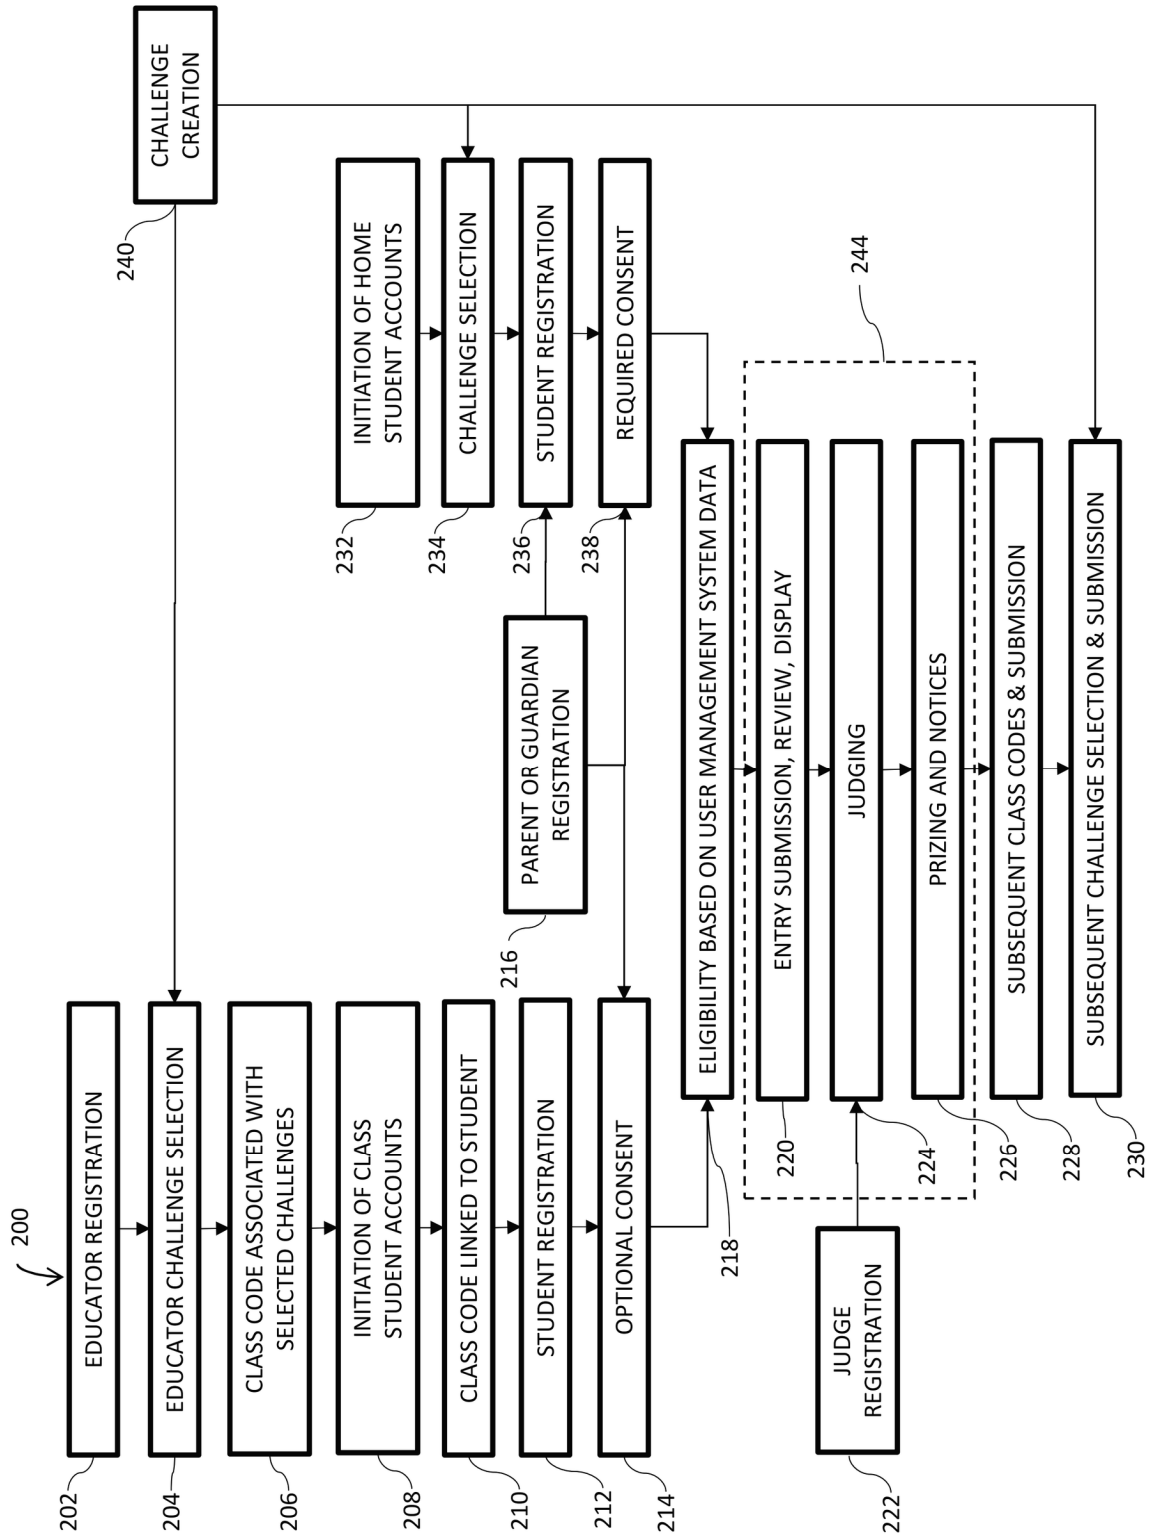 200
202
EDUCATOR REGISTRATION
240
CHALLENGE
CREATION
204
EDUCATOR CHALLENGE SELECTION
206
CLASS CODE ASSOCIATED WITH
SELECTED CHALLENGES
208
INITIATION OF CLASS
STUDENT ACCOUNTS
232
INITIATION OF HOME
STUDENT ACCOUNTS
210
CLASS CODE LINKED TO STUDENT
234
CHALLENGE SELECTION
212
STUDENT REGISTRATION
216
PARENT OR GUARDIAN
REGISTRATION
236
STUDENT REGISTRATION
214
OPTIONAL CONSENT
238
REQUIRED CONSENT
218
ELIGIBILITY BASED ON USER MANAGEMENT SYSTEM DATA
220
ENTRY SUBMISSION, REVIEW, DISPLAY
244
222
JUDGE
REGISTRATION
224
JUDGING
226
PRIZING AND NOTICES
228
SUBSEQUENT CLASS CODES & SUBMISSION
230
SUBSEQUENT CHALLENGE SELECTION & SUBMISSION